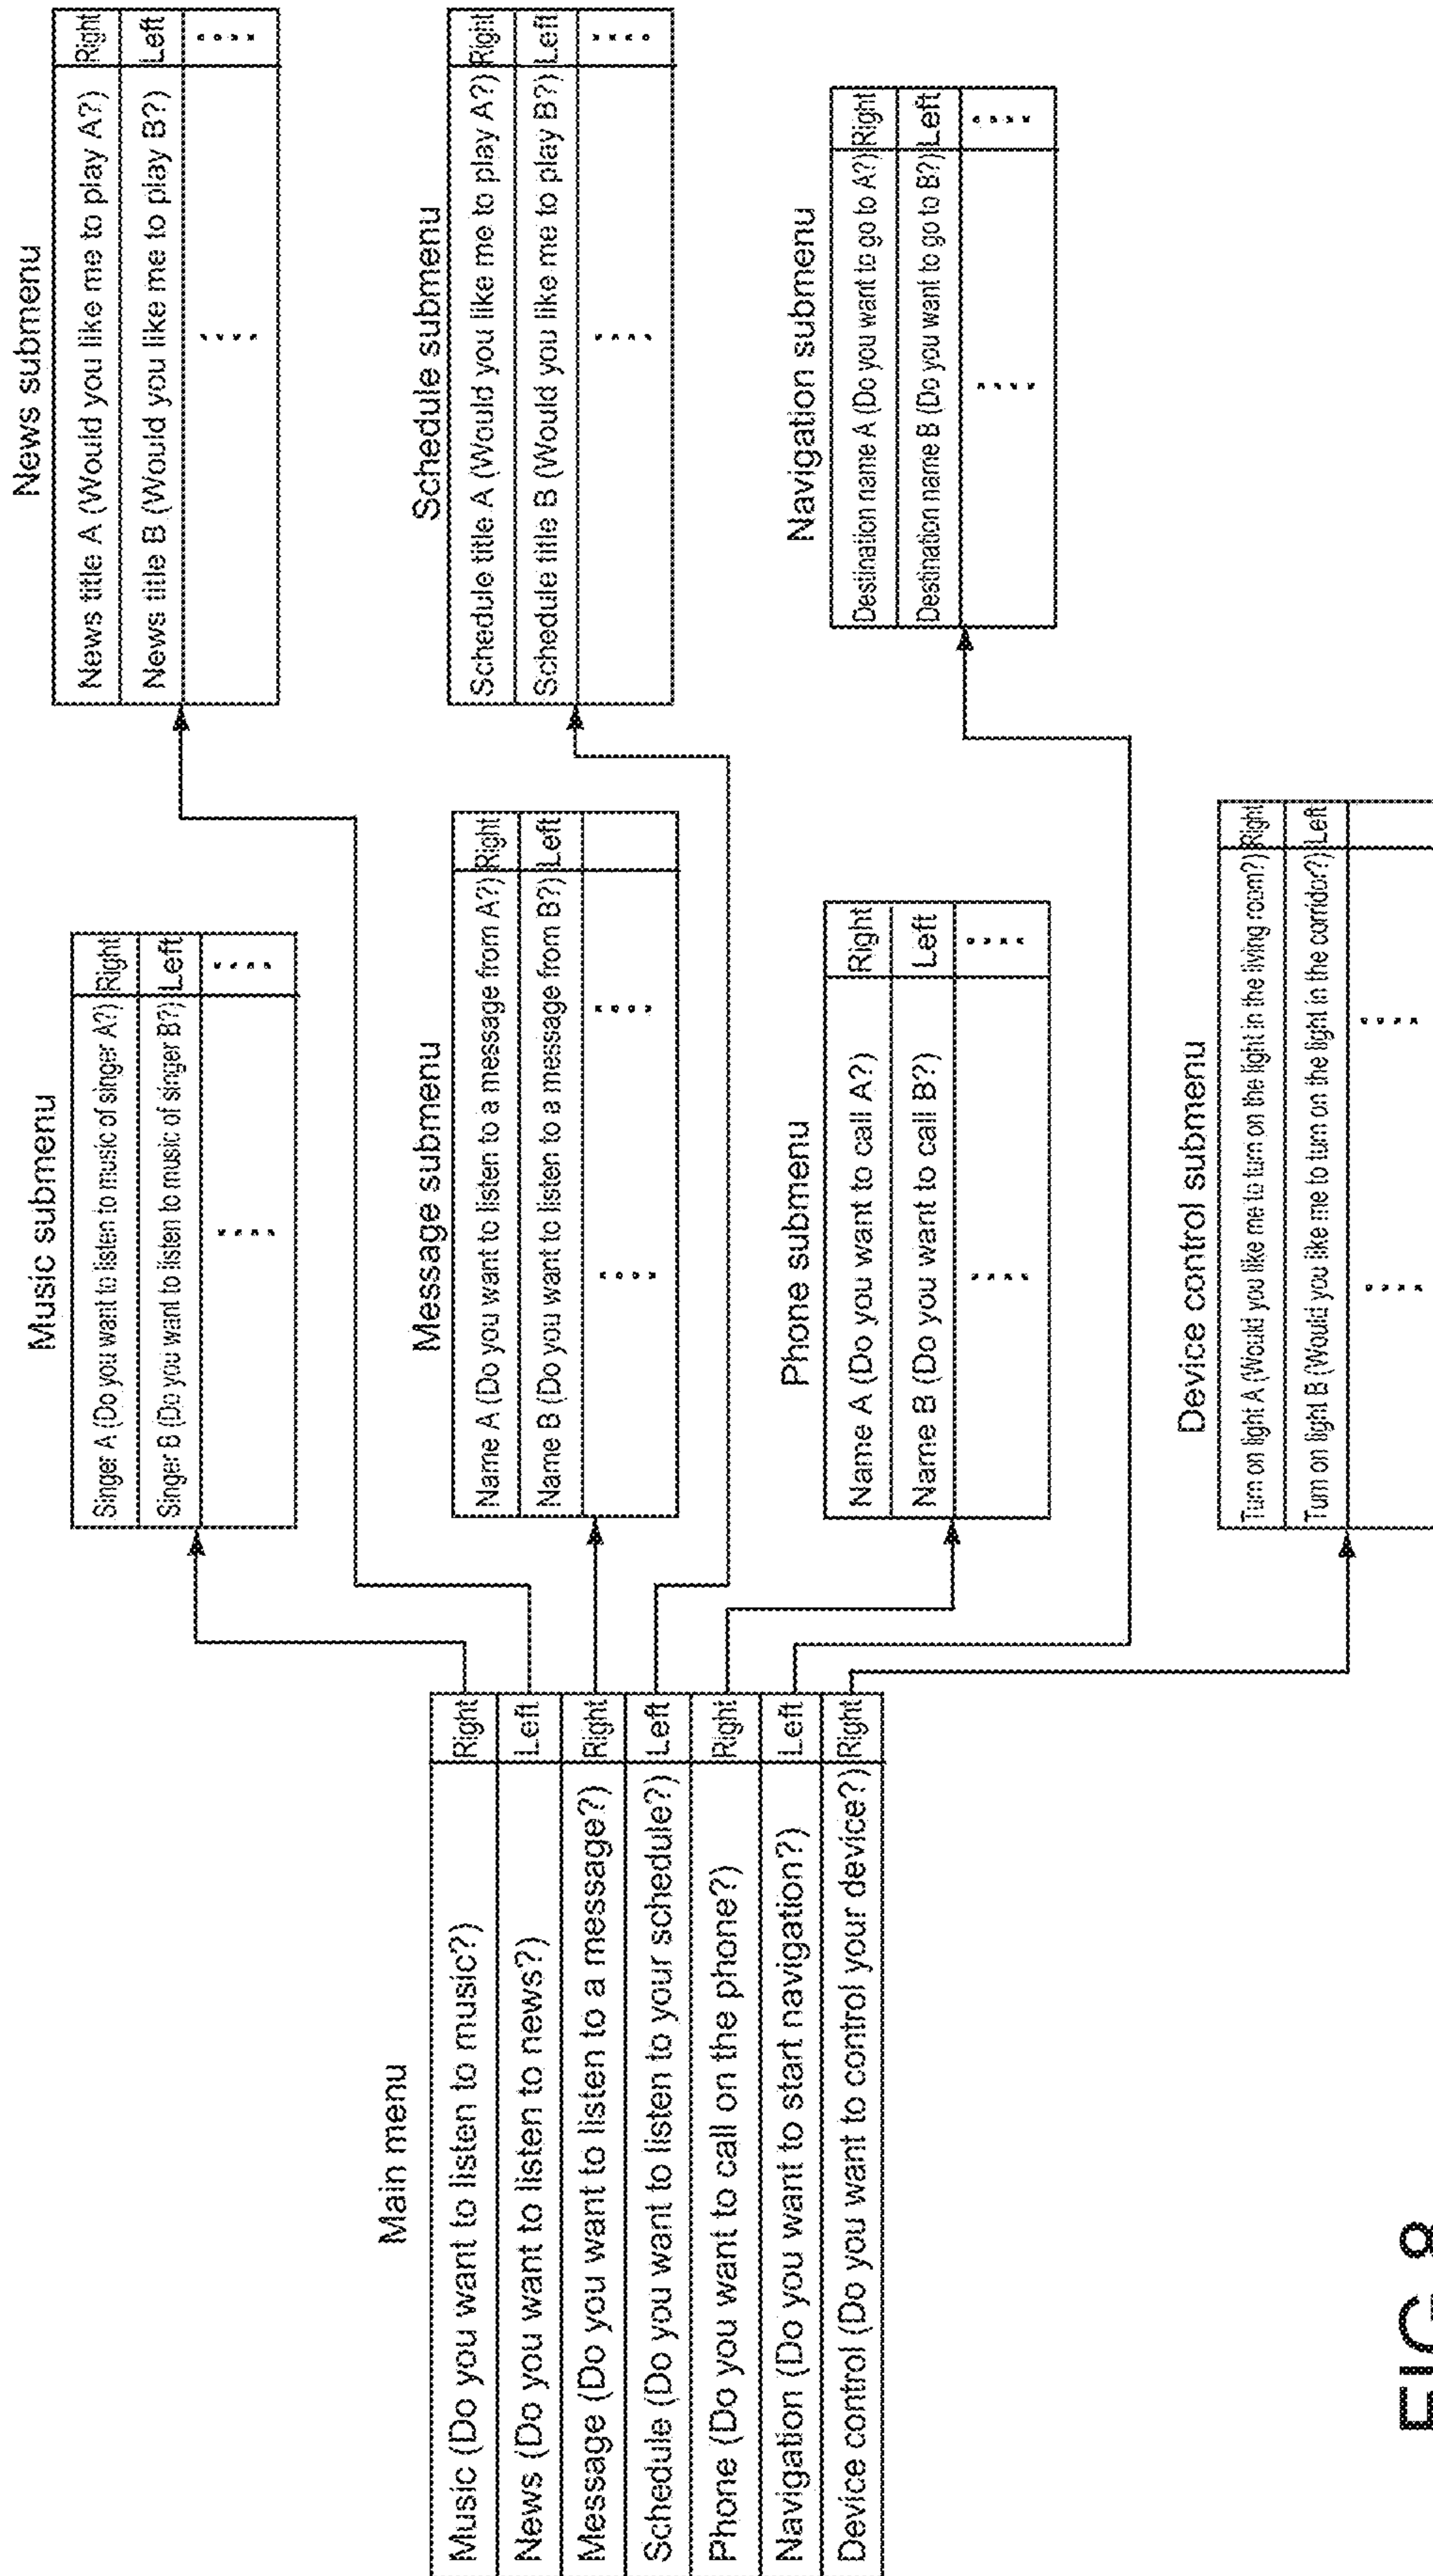 Main menu
Music (Do you want to listen to music?) Right
News (Do you want to listen to news?) Left
Message (Do you want to listen to a message?) Right
Schedule (Do you want to listen to your schedule?) Left
Phone (Do you want to call on the phone?) Right
Navigation (Do you want to start navigation?) Left
Device control (Do you want to control your device?) Right
Music submenu
Singer A (Do you want to listen to music of singer A?) Right
Singer B (Do you want to listen to music of singer B?) Left
.... ....
News submenu
News title A (Would you like me to play A?) Right
News title B (Would you like me to play B?) Left
.... ....
Message submenu
Name A (Do you want to listen to a message from A?) Right
Name B (Do you want to listen to a message from B?) Left
.... ....
Schedule submenu
Schedule title A (Would you like me to play A?) Right
Schedule title B (Would you like me to play B?) Left
.... ....
Phone submenu
Name A (Do you want to call A?) Right
Name B (Do you want to call B?) Left
.... ....
Navigation submenu
Destination name A (Do you want to go to A?) Right
Destination name B (Do you want to go to B?) Left
.... ....
Device control submenu
Turn on light A (Would you like me to turn on the light in the living room?) Right
Turn on light B (Would you like me to turn on the light in the corridor?) Left
.... ....
FIG.8